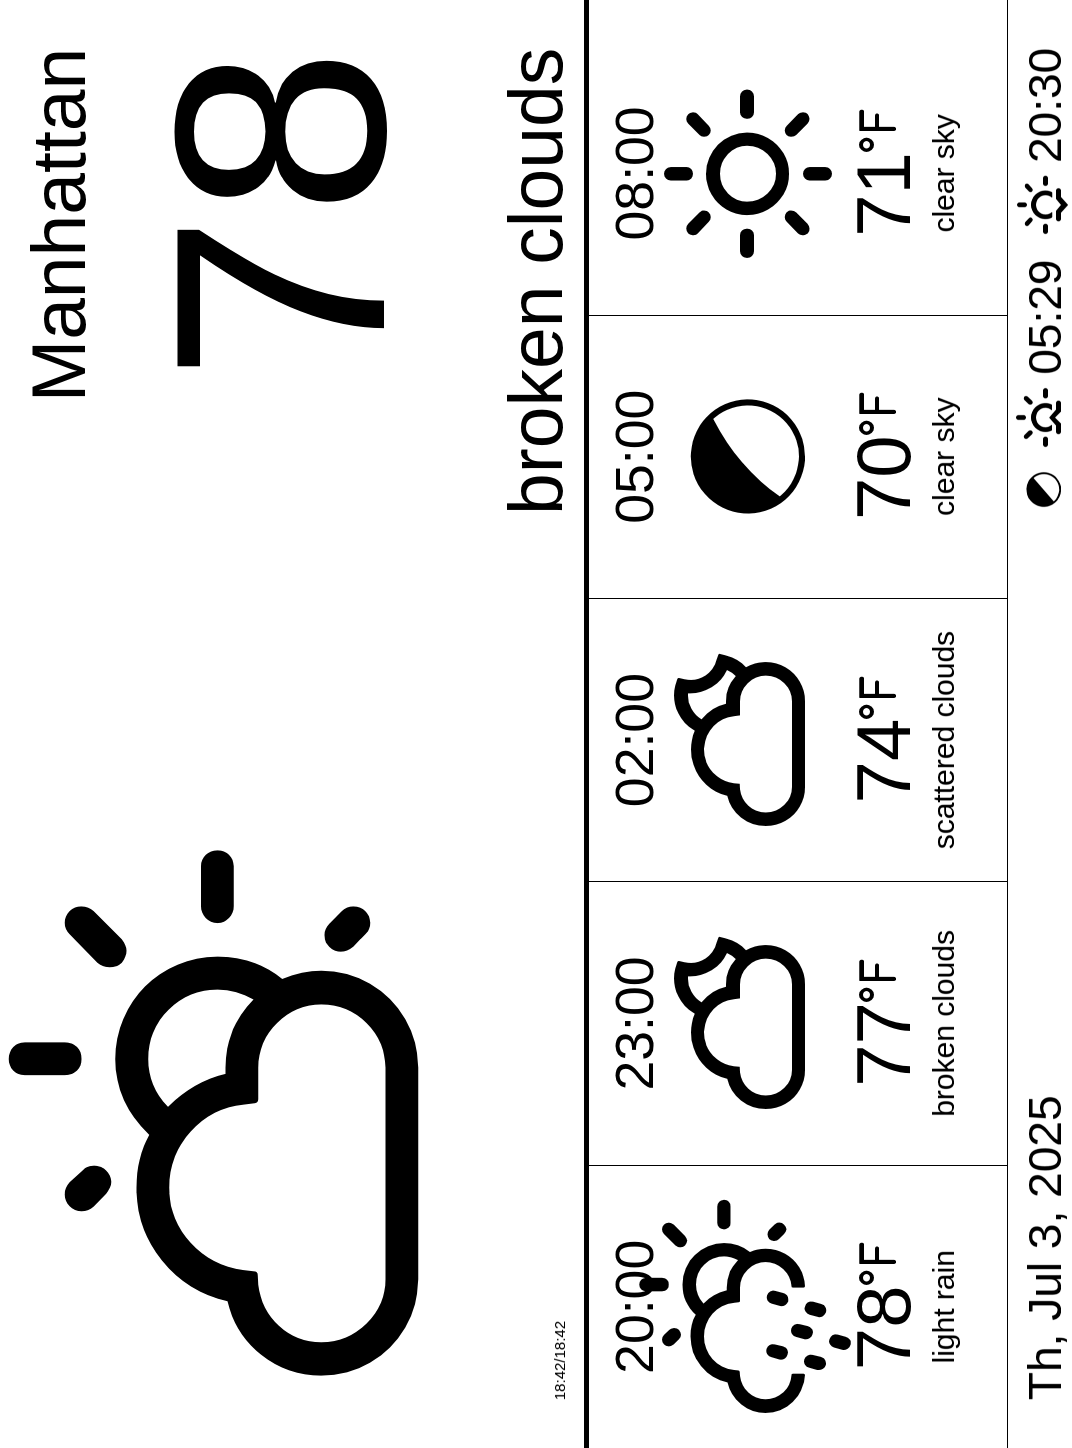 Manhattan
78
broken clouds
18:42/18:42
20:00
78°F
light rain
23:00
77°F
broken clouds
02:00
74°F
scattered clouds
05:00
70°F
clear sky
08:00
71°F
clear sky
Th, Jul 3, 2025
05:29 20:30